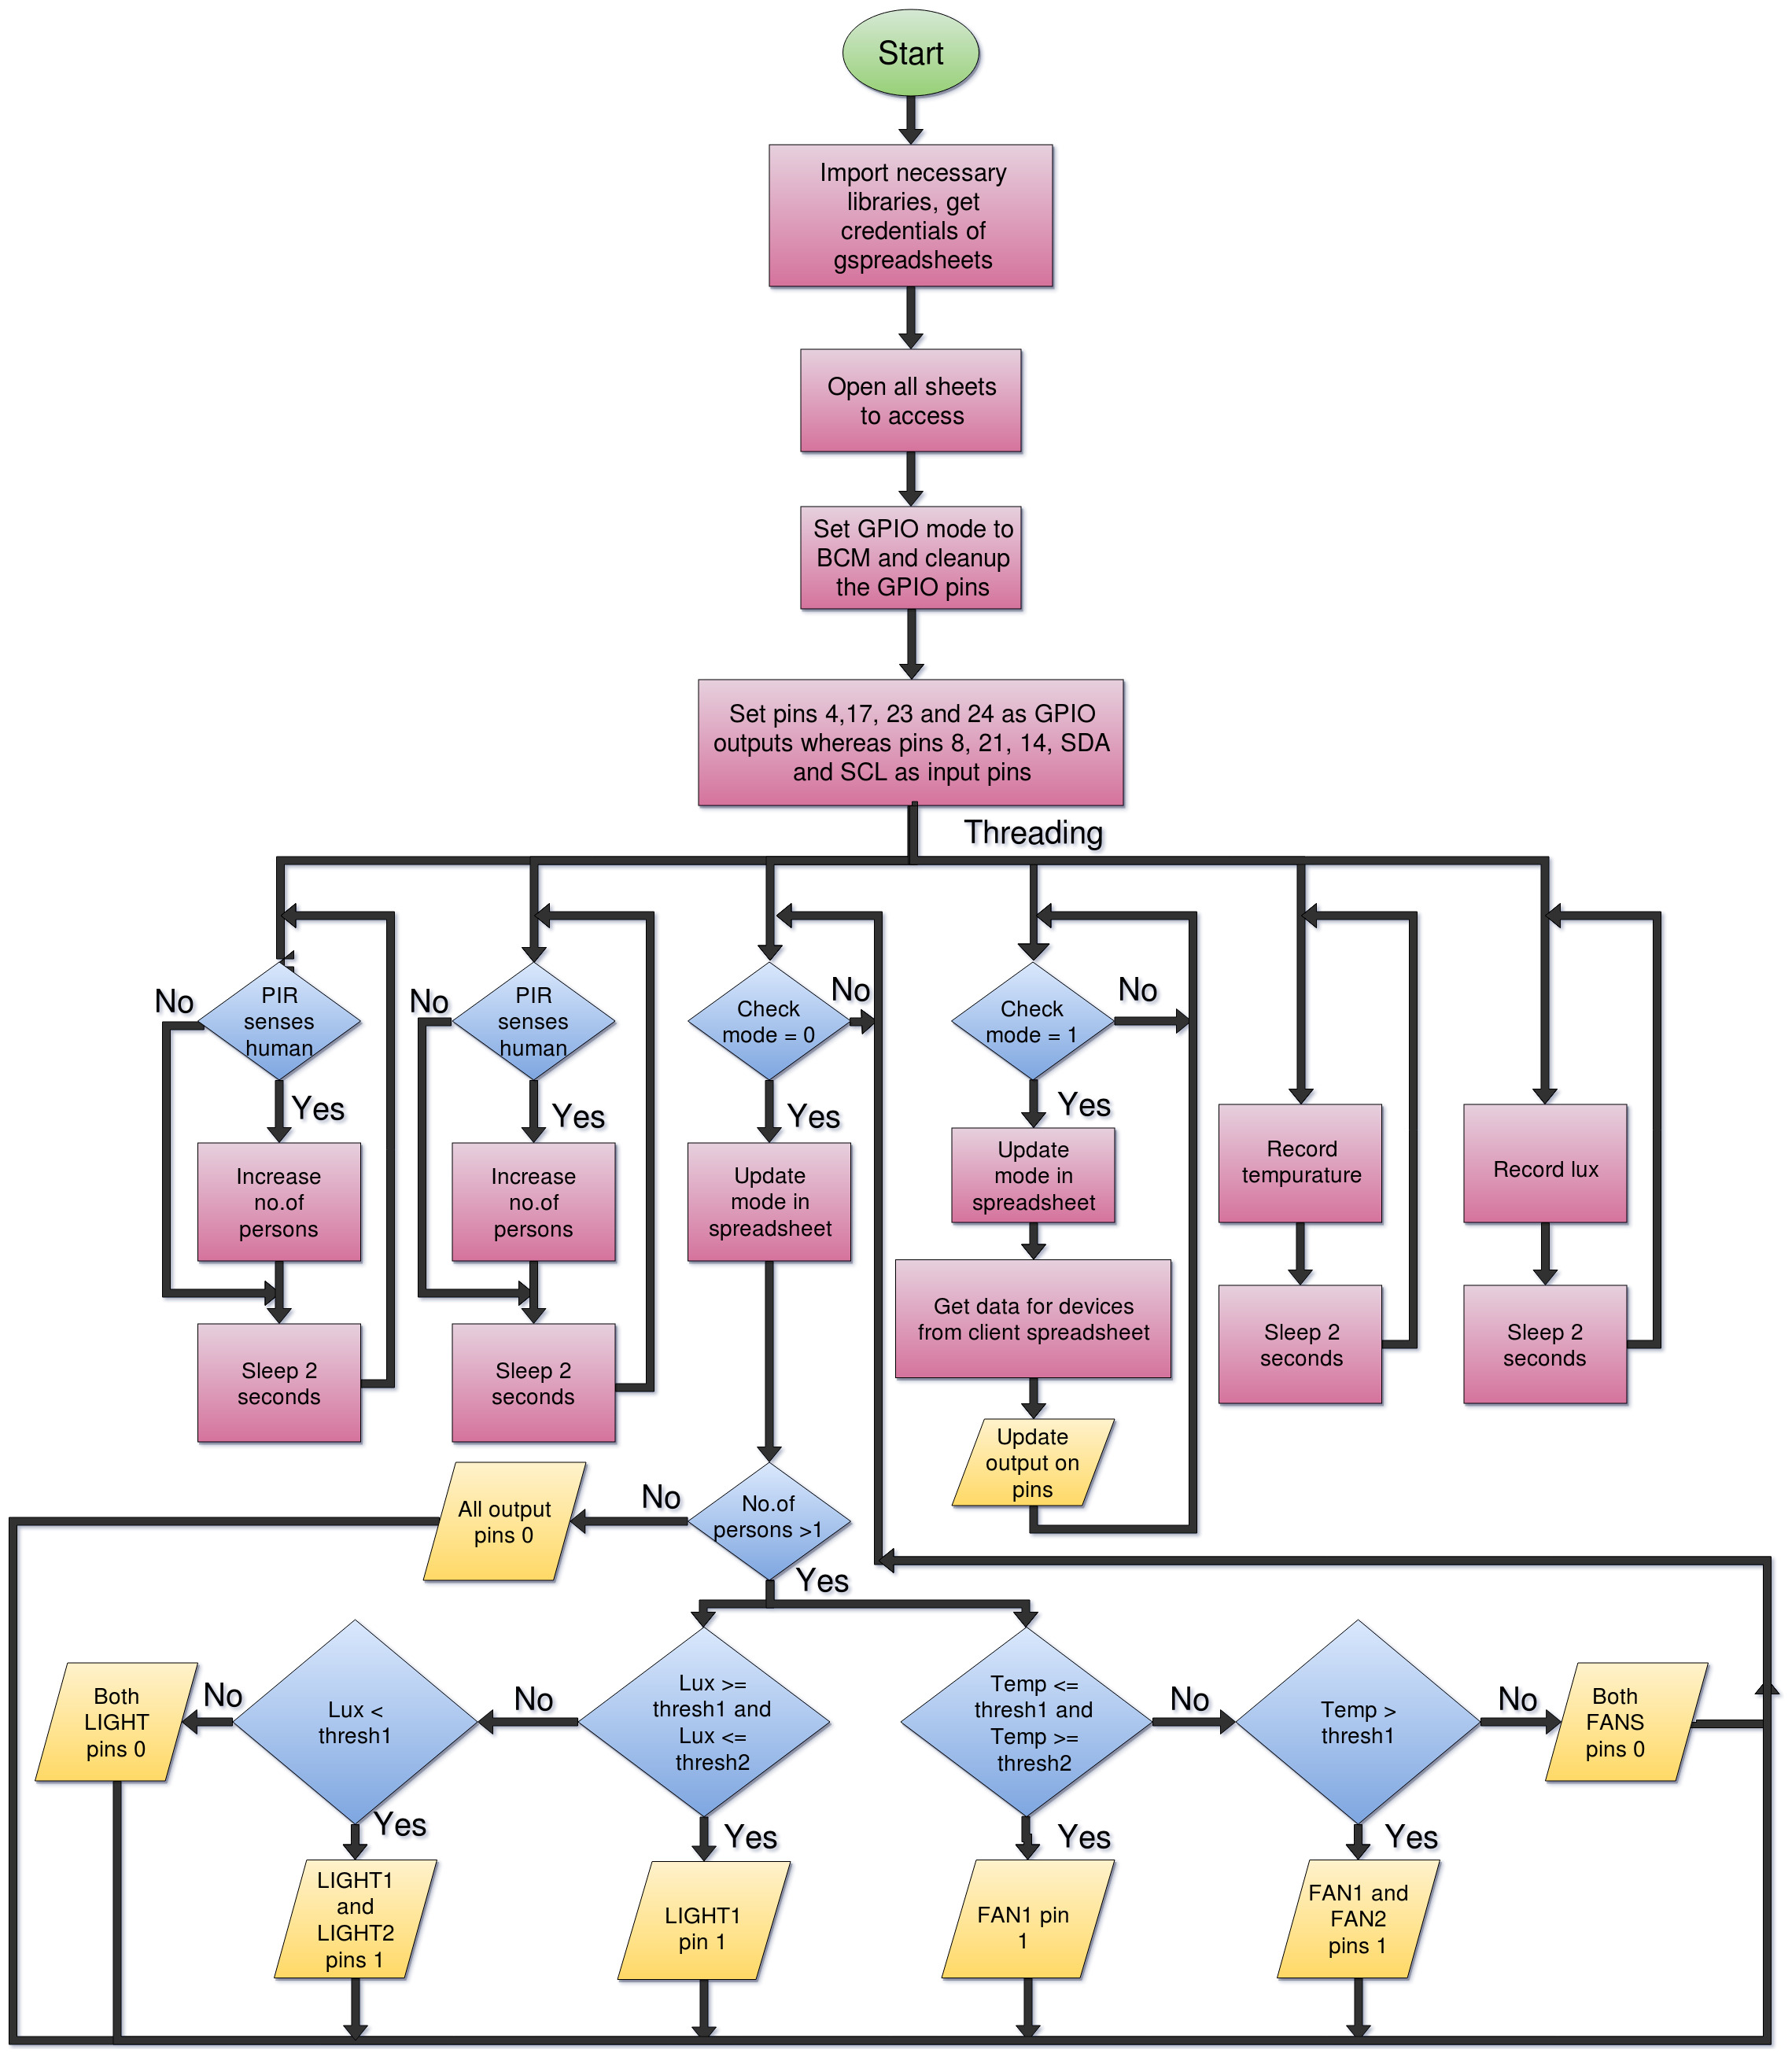 Start
Import necessary
libraries, get
credentials of
gspreadsheets
Open all sheets
to access
Set GPIO mode to
BCM and cleanup
the GPIO pins
Set pins 4,17, 23 and 24 as GPIO
outputs whereas pins 8, 21, 14, SDA
and SCL as input pins
Threading
No
PIR
senses
human
Yes
Increase
no.of
persons
Sleep 2
seconds
No
PIR
senses
human
Yes
Increase
no.of
persons
Sleep 2
seconds
Check
mode = 0
No
Yes
Update
mode in
spreadsheet
Check
mode = 1
No
Yes
Update
mode in
spreadsheet
Get data for devices
from client spreadsheet
Update
output on
pins
Record
tempurature
Sleep 2
seconds
Record lux
Sleep 2
seconds
All output
pins 0
No
No.of
persons >1
Yes
Both
LIGHT
pins 0
No
Lux <
thresh1
No
Lux >=
thresh1 and
Lux <=
thresh2
Temp <=
thresh1 and
Temp >=
thresh2
No
Temp >
thresh1
No
Both
FANS
pins 0
Yes
Yes
Yes
Yes
LIGHT1
and
LIGHT2
pins 1
LIGHT1
pin 1
FAN1 pin
1
FAN1 and
FAN2
pins 1